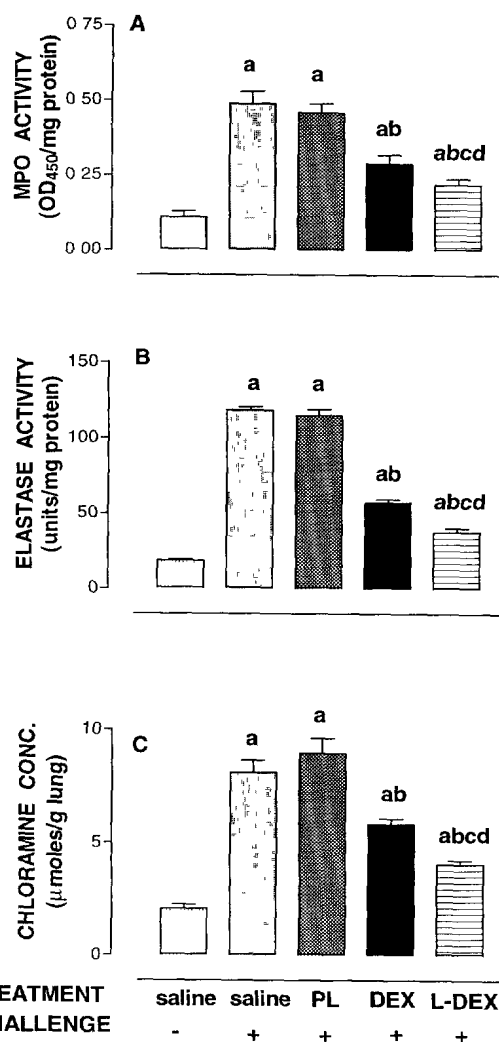 A
MPO ACTIVITY
(OD450/mg protein)
0 75
0 50
0 25
0 00
a
a
ab
abcd
B
ELASTASE ACTIVITY
(units/mg protein)
150
100
50
0
a
a
ab
abcd
C
CHLORAMINE CONC.
(µmoles/g lung)
10
5
0
a
a
ab
abcd
EATMENT saline saline PL DEX L-DEX
HALLENGE - + + + +